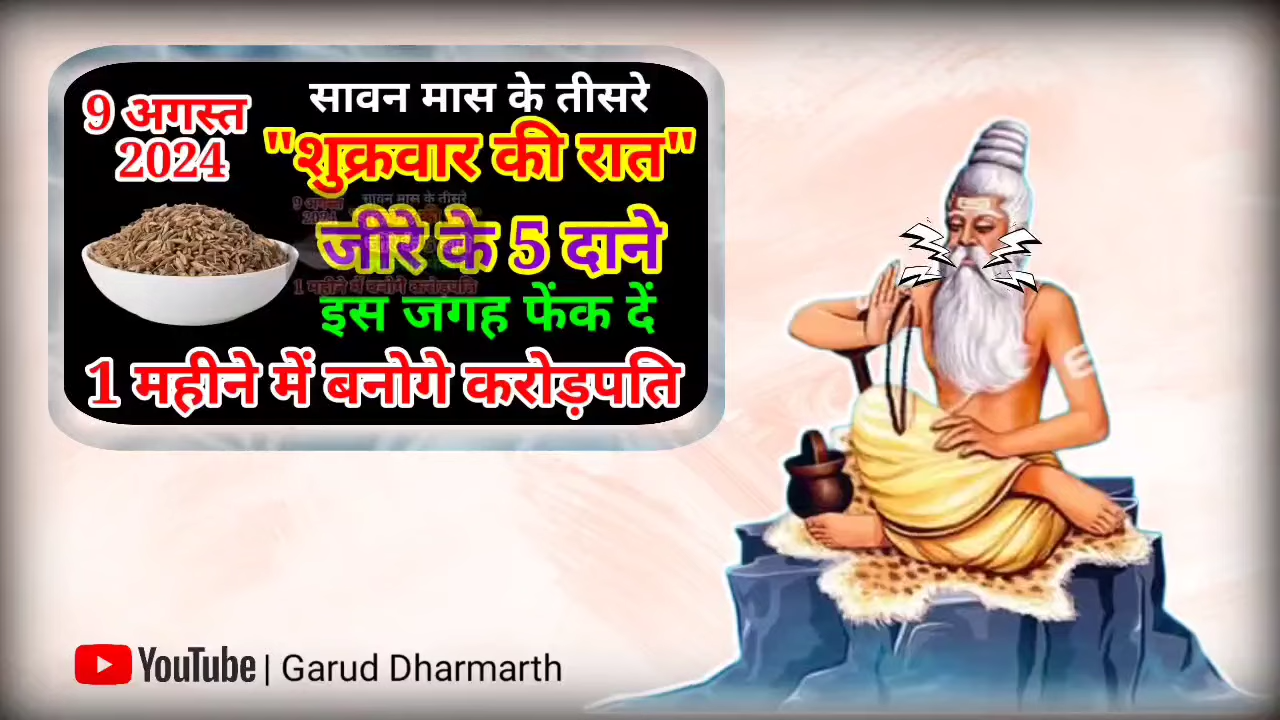 9 अगस्त
2024
सावन मास के तीसरे
"शुक्रवार की रात"
जीरे के 5 दाने
इस जगह फेंक दें
1 महीने में बनोगे करोड़पति
YouTube | Garud Dharmarth